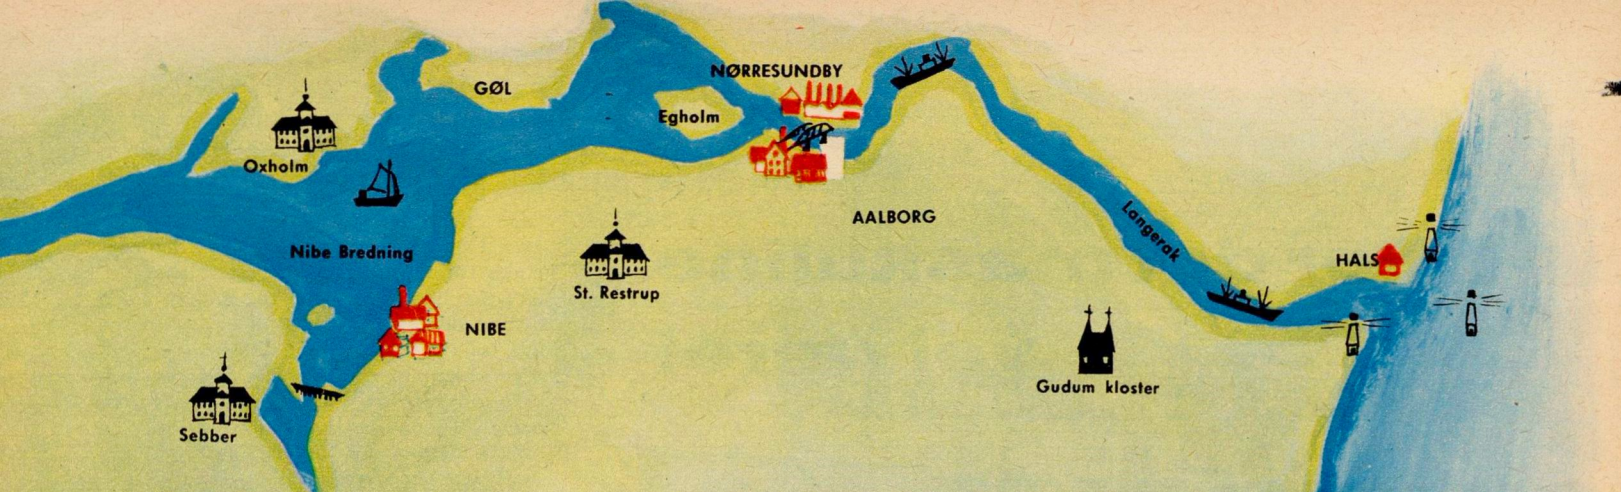 NØRRESUNDBY
GØL
Egholm
Oxholm
AALBORG
Langerak
Nibe Bredning
HALS
St. Restrup
NIBE
Gudum kloster
Sebber